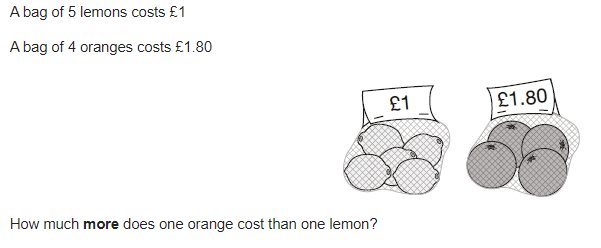 A bag of 5 lemons costs £1
A bag of 4 oranges costs £1.80
£1
£1.80
How much more does one orange cost than one lemon?